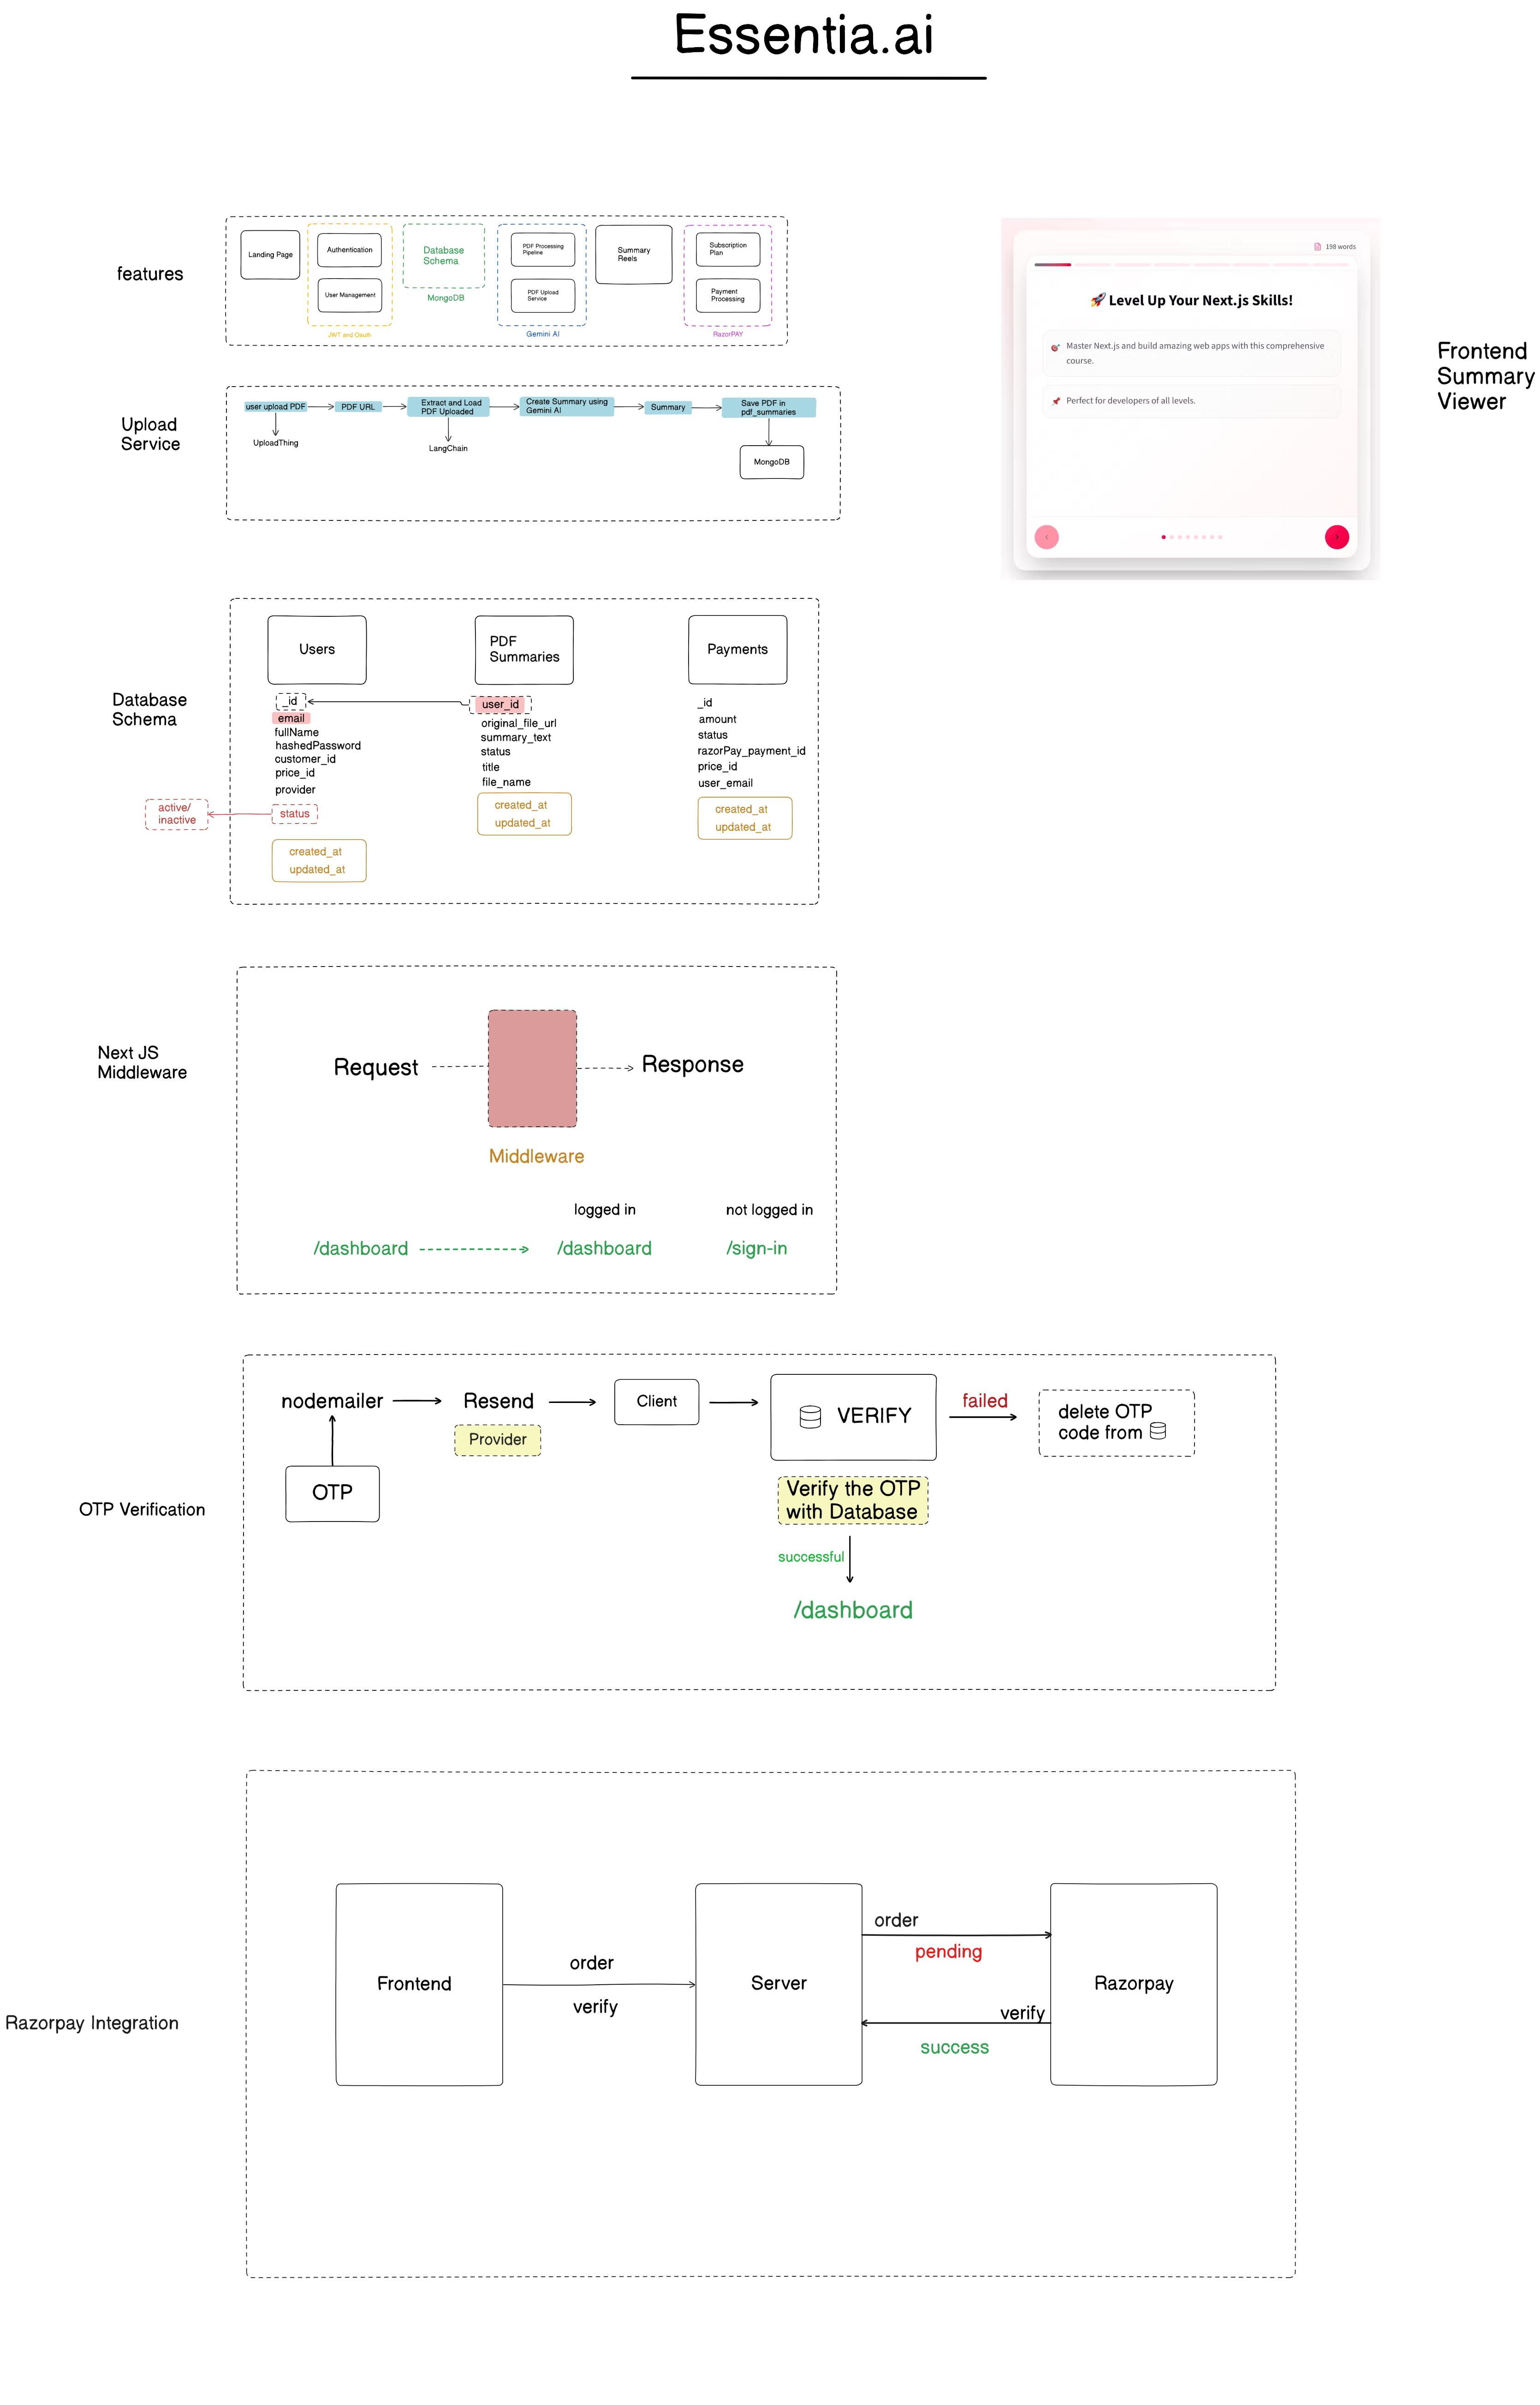 Essentia.ai
features
Landing Page
Authentication
User Management
JWT and Oauth
Database
Schema
MongoDB
PDF Processing
Pipeline
PDF Upload
Service
Gemini AI
Summary
Reels
Subscription
Plan
Payment
Processing
RazorPAY
198 words
🚀 Level Up Your Next.js Skills!
🎯 Master Next.js and build amazing web apps with this comprehensive
course.
📌 Perfect for developers of all levels.
Frontend
Summary
Viewer
Upload
Service
user upload PDF
PDF URL
Extract and Load
PDF Uploaded
Create Summary using
Gemini AI
Summary
Save PDF in
pdf_summaries
UploadThing
LangChain
MongoDB
Database
Schema
Users
_id
email
fullName
hashedPassword
customer_id
price_id
provider
status
active/
inactive
created_at
updated_at
PDF
Summaries
user_id
original_file_url
summary_text
status
title
file_name
created_at
updated_at
Payments
_id
amount
status
razorPay_payment_id
price_id
user_email
created_at
updated_at
Next JS
Middleware
Request
Response
Middleware
logged in
not logged in
/dashboard
/dashboard
/sign-in
OTP Verification
nodemailer
OTP
Resend
Provider
Client
VERIFY
Verify the OTP
with Database
failed
delete OTP
code from
successful
/dashboard
Razorpay Integration
Frontend
order
verify
Server
order
pending
verify
success
Razorpay